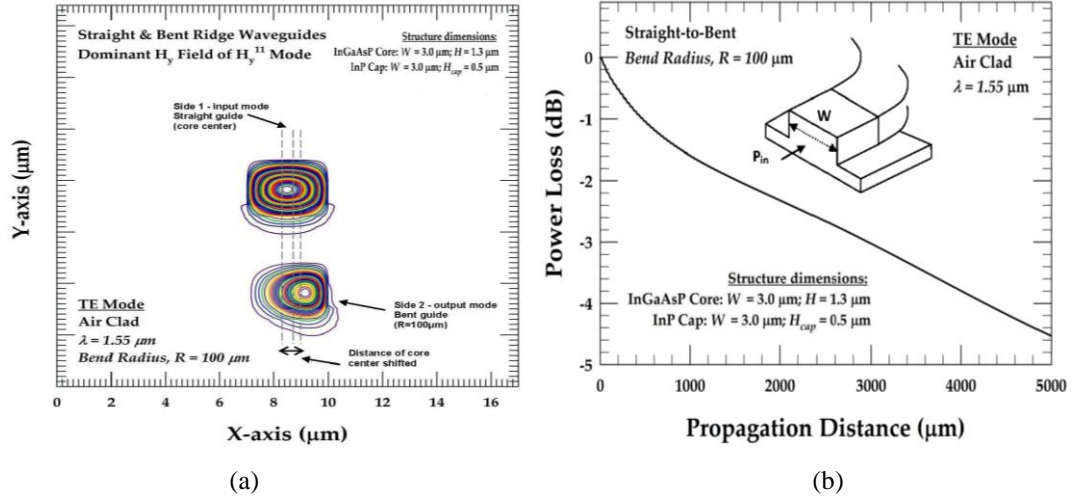 Straight & Bent Ridge Waveguides
Dominant Hy Field of Hy11 Mode
Structure dimensions:
InGaAsP Core: W = 3.0 μm; H = 1.3 μm
InP Cap: W = 3.0 μm; Hcap = 0.5 μm
Side 1 - input mode
Straight guide
(core center)
Y-axis (μm)
Side 2 - output mode
Bent guide
(R=100μm)
TE Mode
Air Clad
λ = 1.55 μm
Bend Radius, R = 100 μm
Distance of core
center shifted
0 2 4 6 8 10 12 14 16
X-axis (μm)
(a)
Straight-to-Bent
Bend Radius, R = 100 μm
TE Mode
Air Clad
λ = 1.55 μm
W
Pin
Power Loss (dB)
0
-1
-2
-3
-4
-5
Structure dimensions:
InGaAsP Core: W = 3.0 μm; H = 1.3 μm
InP Cap: W = 3.0 μm; Hcap = 0.5 μm
0 1000 2000 3000 4000 5000
Propagation Distance (μm)
(b)